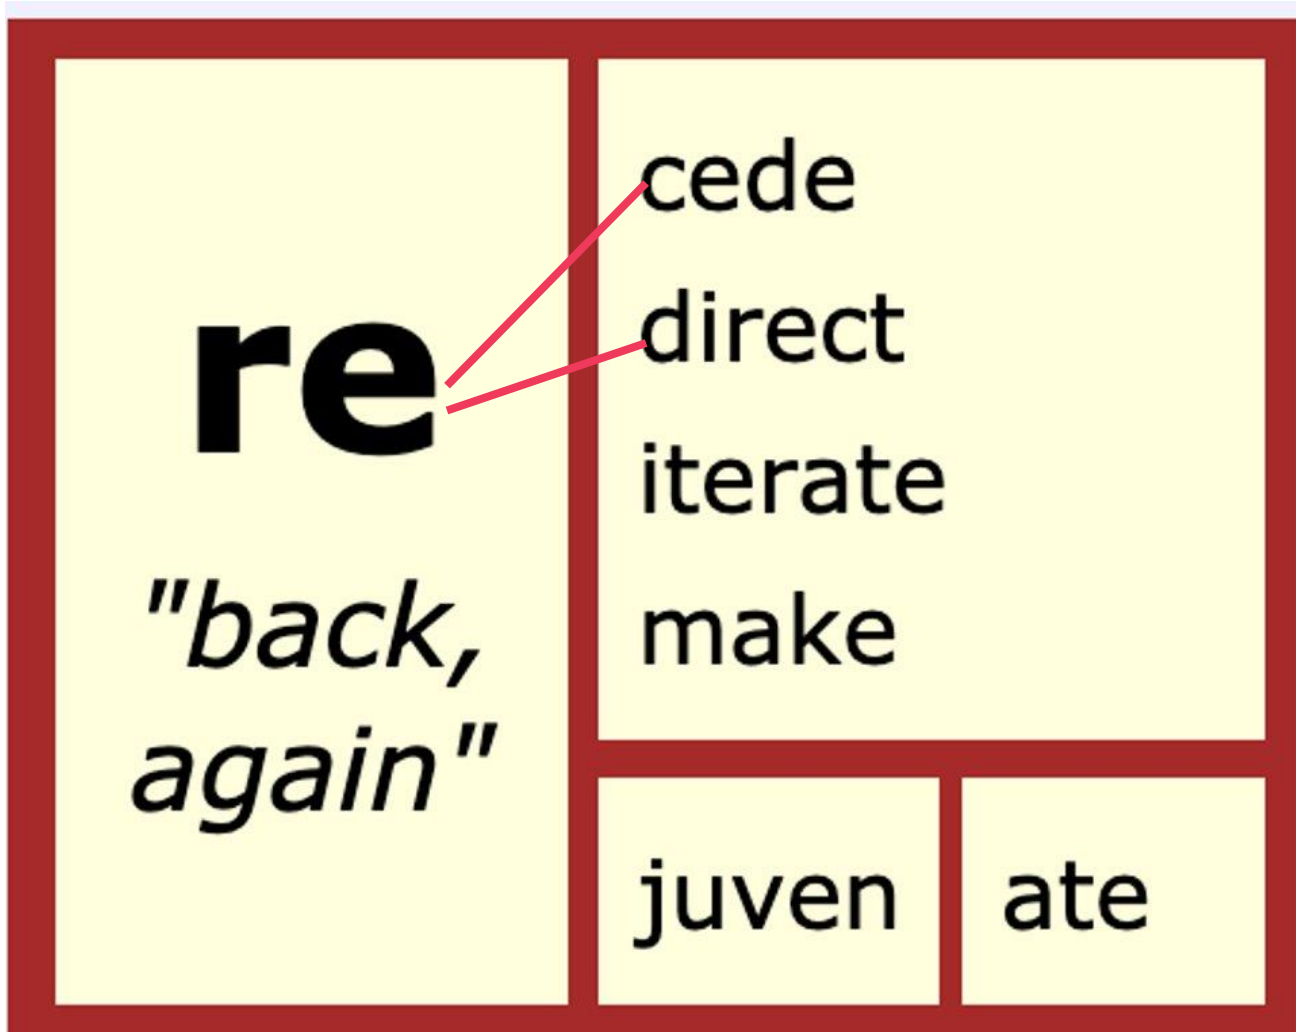 re
"back,
again"
cede
direct
iterate
make
juven
ate